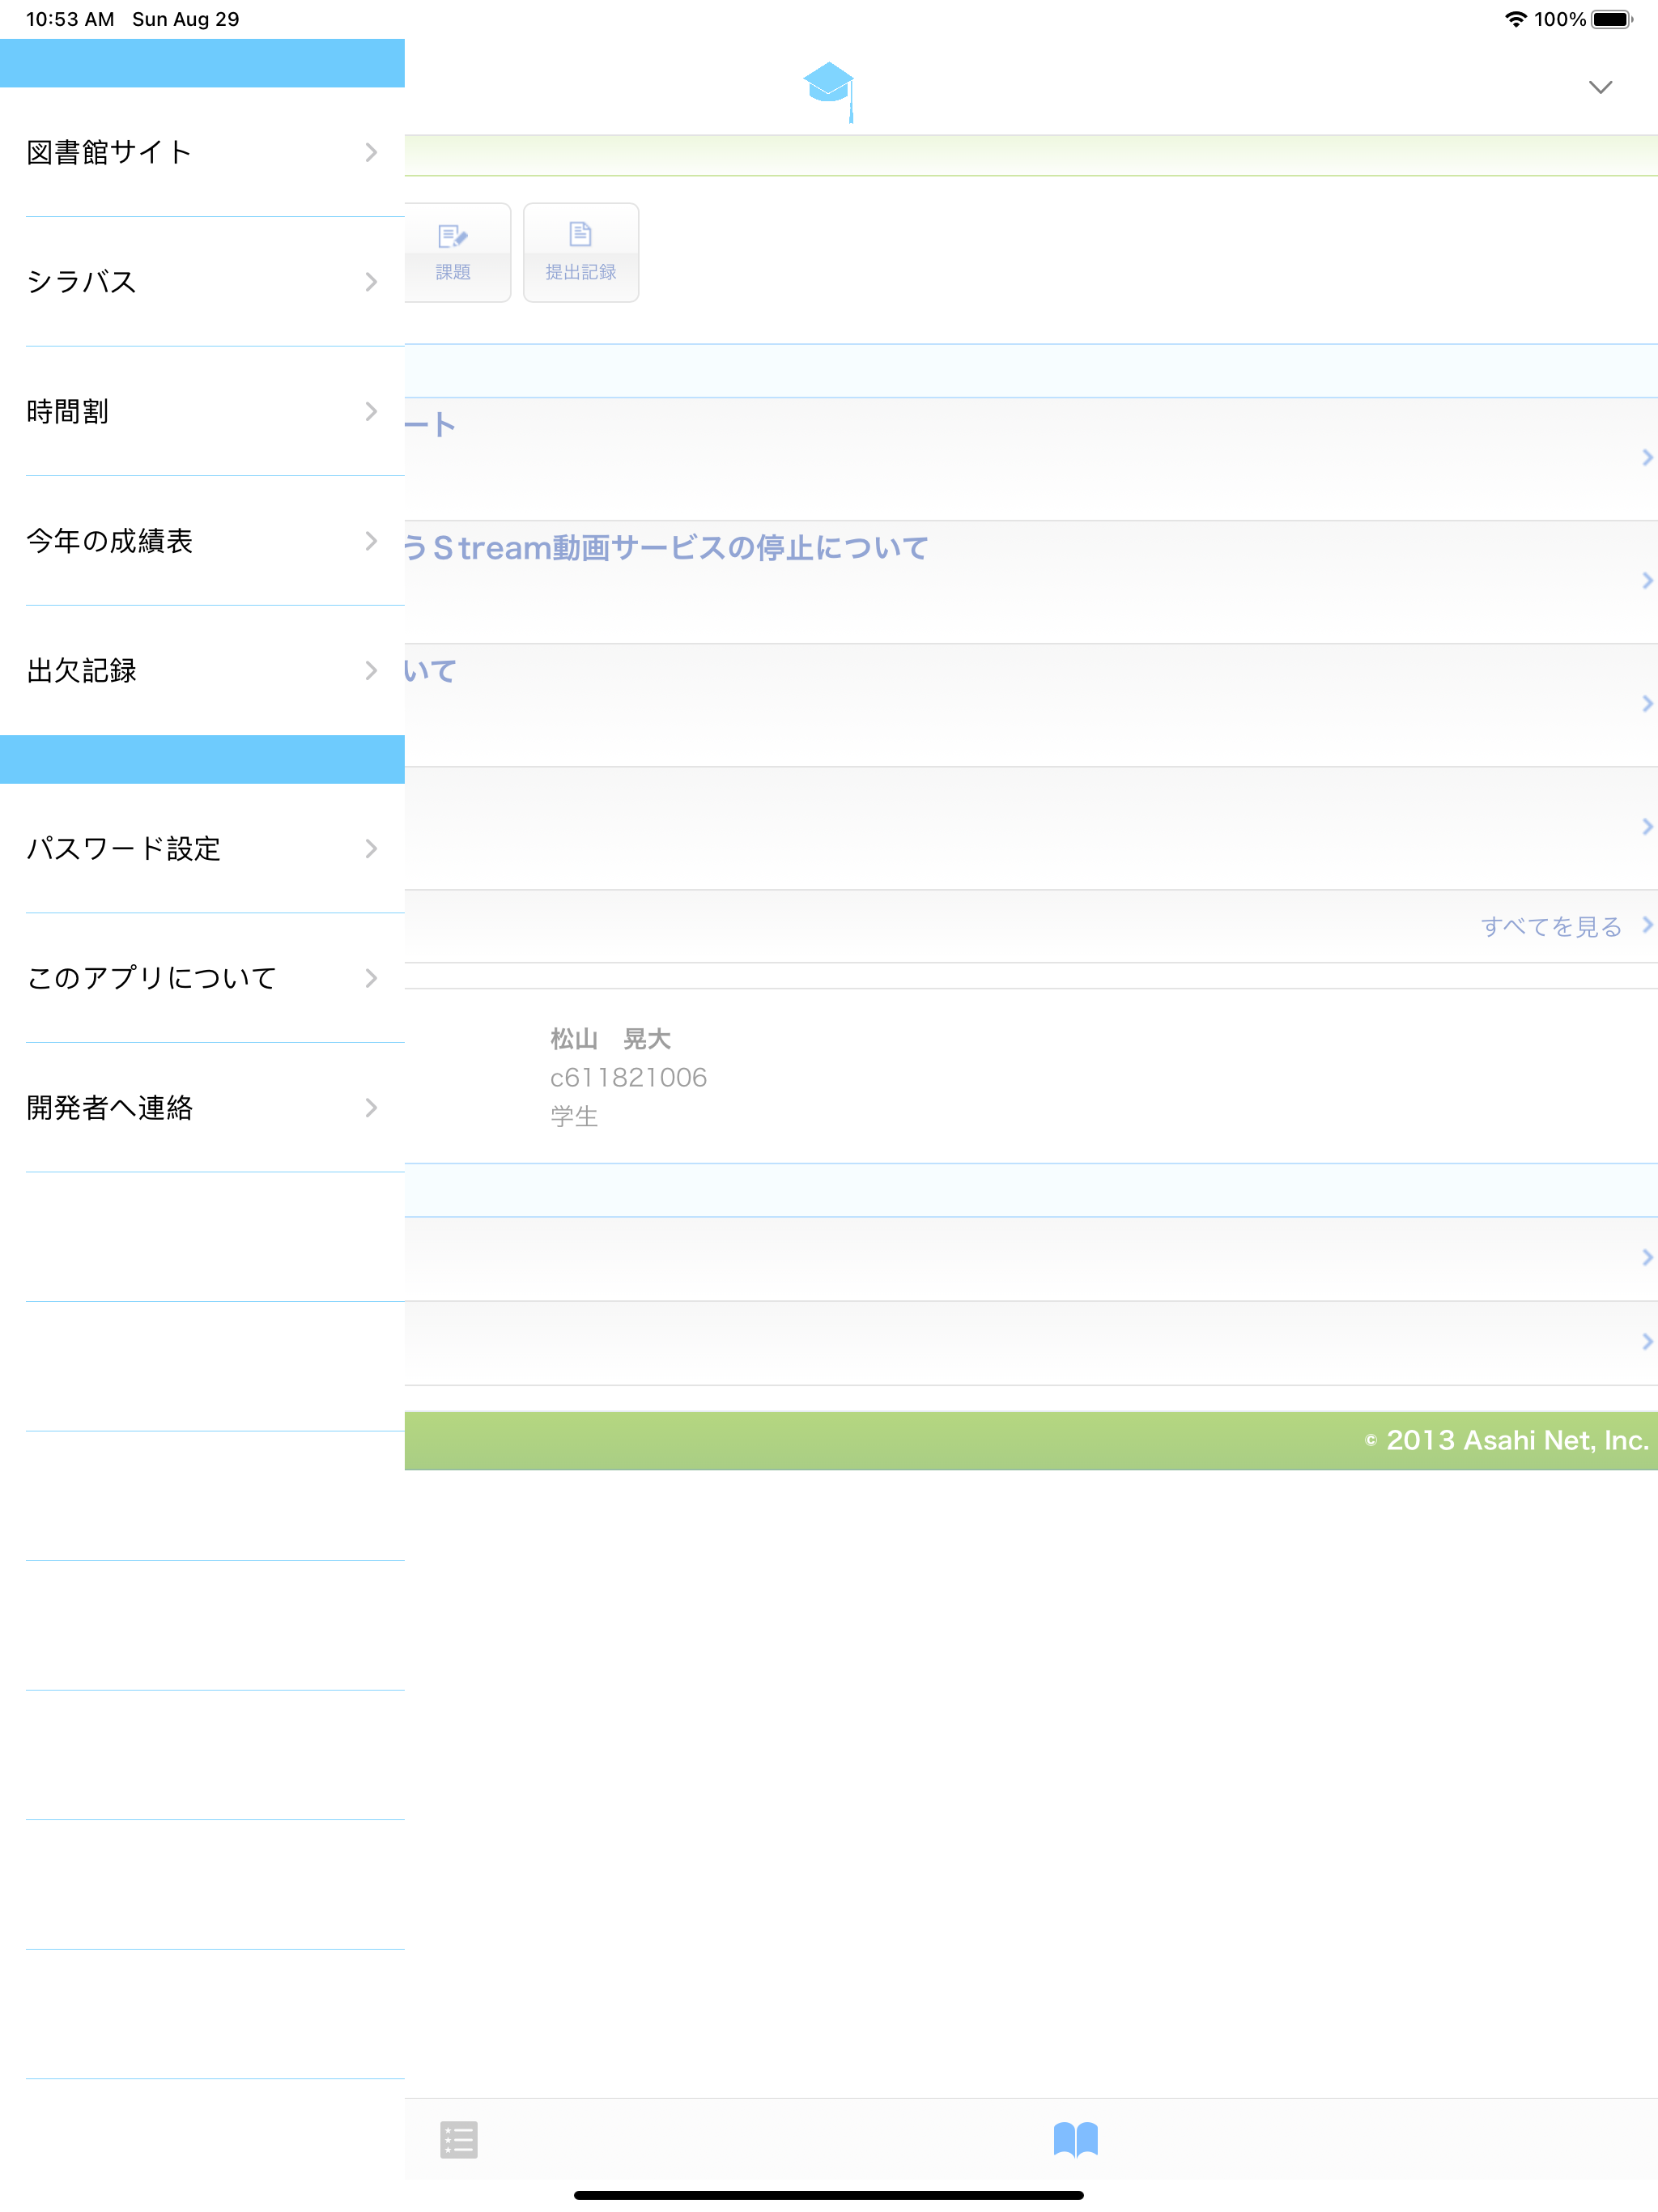 10:53 AM Sun Aug 29
100%
図書館サイト
シラバス
時間割
今年の成績表
出欠記録
パスワード設定
このアプリについて
開発者へ連絡
課題
提出記録
ート
うStream動画サービスの停止について
いて
すべてを見る
松山　晃大
c611821006
学生
© 2013 Asahi Net, Inc.